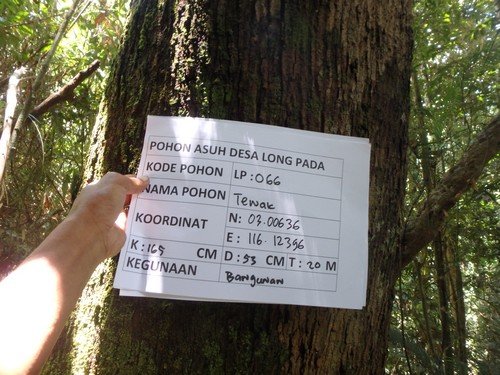 POHON ASUH DESA LONG PADA
KODE POHON LP : 066
NAMA POHON Tewak
KOORDINAT N: 03.00636
E: 116.12396
K: 165 CM D: 53 CM T: 20 M
KEGUNAAN Bangunan